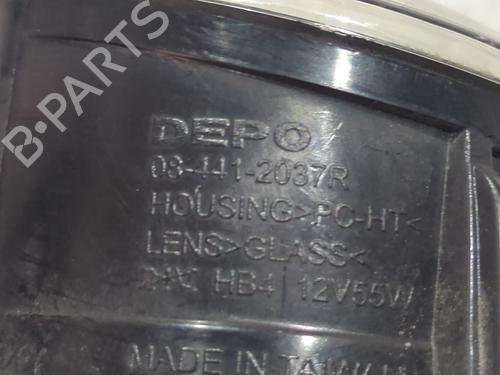 DEPO
08-441-2037R
HOUSING>PC-HT<
LENS>GLASS<
HB4 12V55W
MADE IN TAIWAN
B-PARTS